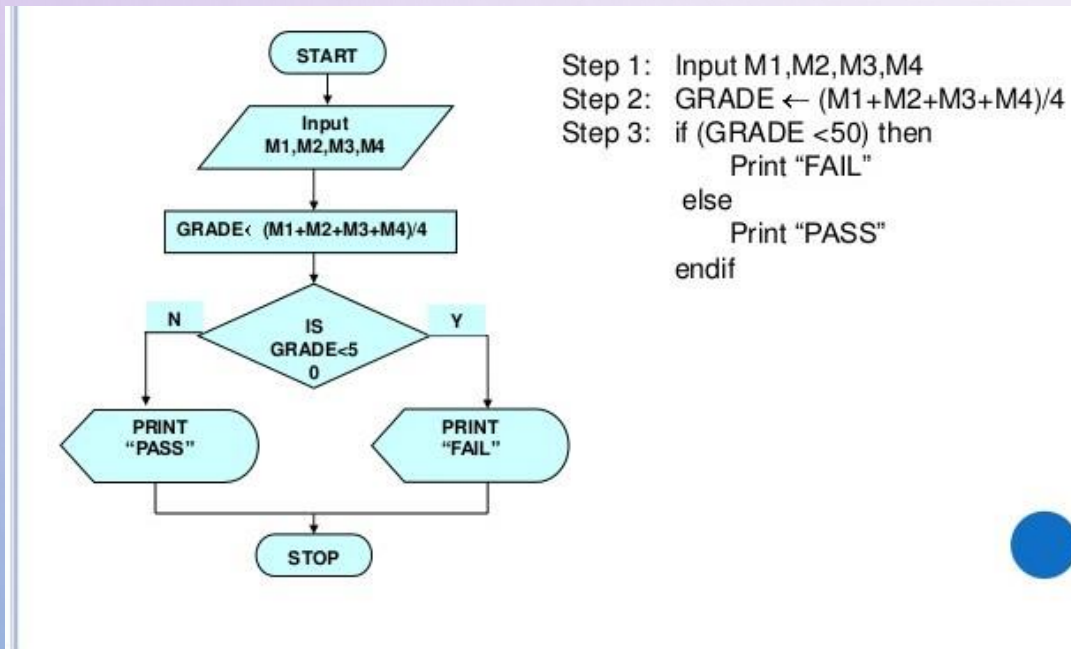 START
Input
M1,M2,M3,M4
GRADE‹ (M1+M2+M3+M4)/4
N
IS
GRADE<5
0
Y
PRINT
“PASS”
PRINT
“FAIL”
STOP
Step 1: Input M1,M2,M3,M4
Step 2: GRADE ← (M1+M2+M3+M4)/4
Step 3: if (GRADE <50) then
Print “FAIL”
else
Print “PASS”
endif